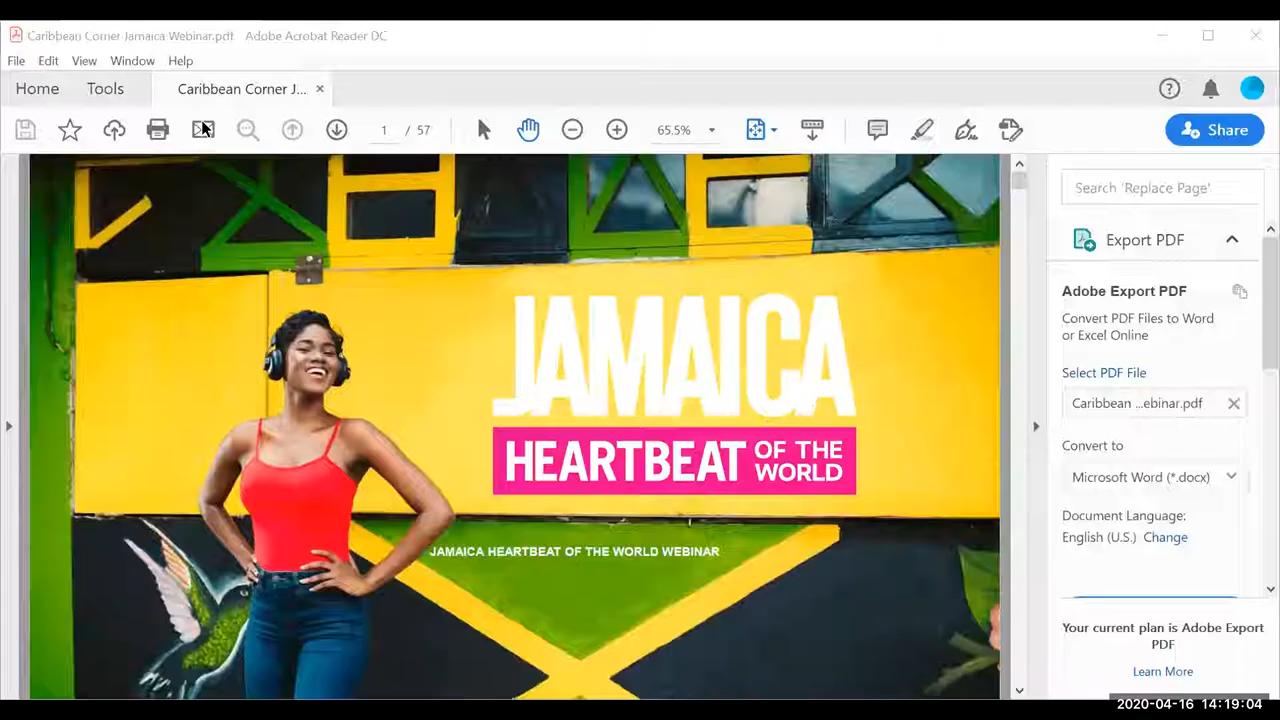 Caribbean Corner Jamaica Webinar.pdf - Adobe Acrobat Reader DC
File Edit View Window Help
Home Tools Caribbean Corner J... ×
1 / 57 65.5% Share
Search 'Replace Page'
Export PDF
Adobe Export PDF
Convert PDF Files to Word
or Excel Online
Select PDF File
Caribbean ...ebinar.pdf
Convert to
Microsoft Word (*.docx)
Document Language:
English (U.S.) Change
Your current plan is Adobe Export
PDF
Learn More
JAMAICA
HEARTBEAT OF THE WORLD
JAMAICA HEARTBEAT OF THE WORLD WEBINAR
2020-04-16 14:19:04